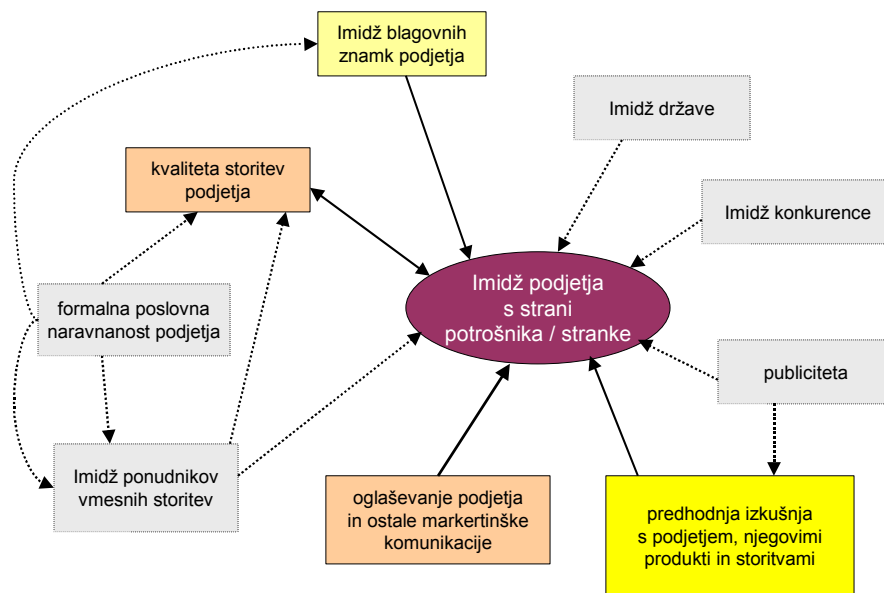 Imidž blagovnih
znamk podjetja
Imidž države
kvaliteta storitev
podjetja
Imidž konkurence
Imidž podjetja
s strani
potrošnika / stranke
formalna poslovna
naravnanost podjetja
publiciteta
Imidž ponudnikov
vmesnih storitev
oglaševanje podjetja
in ostale markertinške
komunikacije
predhodnja izkušnja
s podjetjem, njegovimi
produkti in storitvami